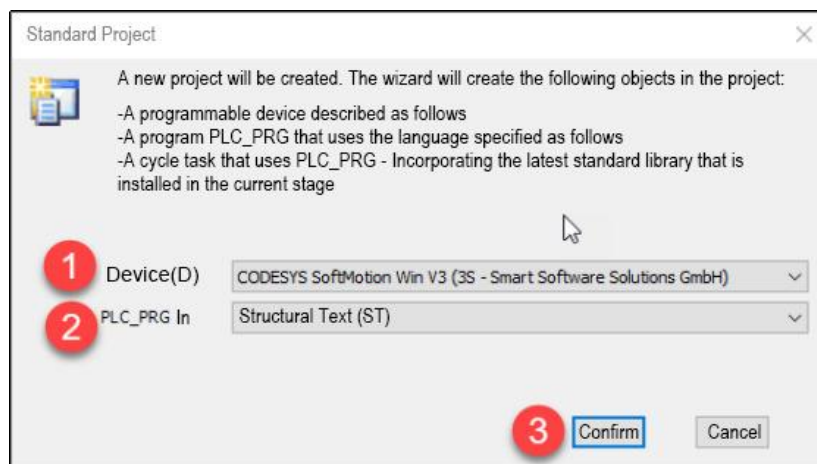 Standard Project
A new project will be created. The wizard will create the following objects in the project:
-A programmable device described as follows
-A program PLC_PRG that uses the language specified as follows
-A cycle task that uses PLC_PRG - Incorporating the latest standard library that is
installed in the current stage
1 Device(D) CODESYS SoftMotion Win V3 (3S - Smart Software Solutions GmbH)
2 PLC_PRG In Structural Text (ST)
3 Confirm Cancel